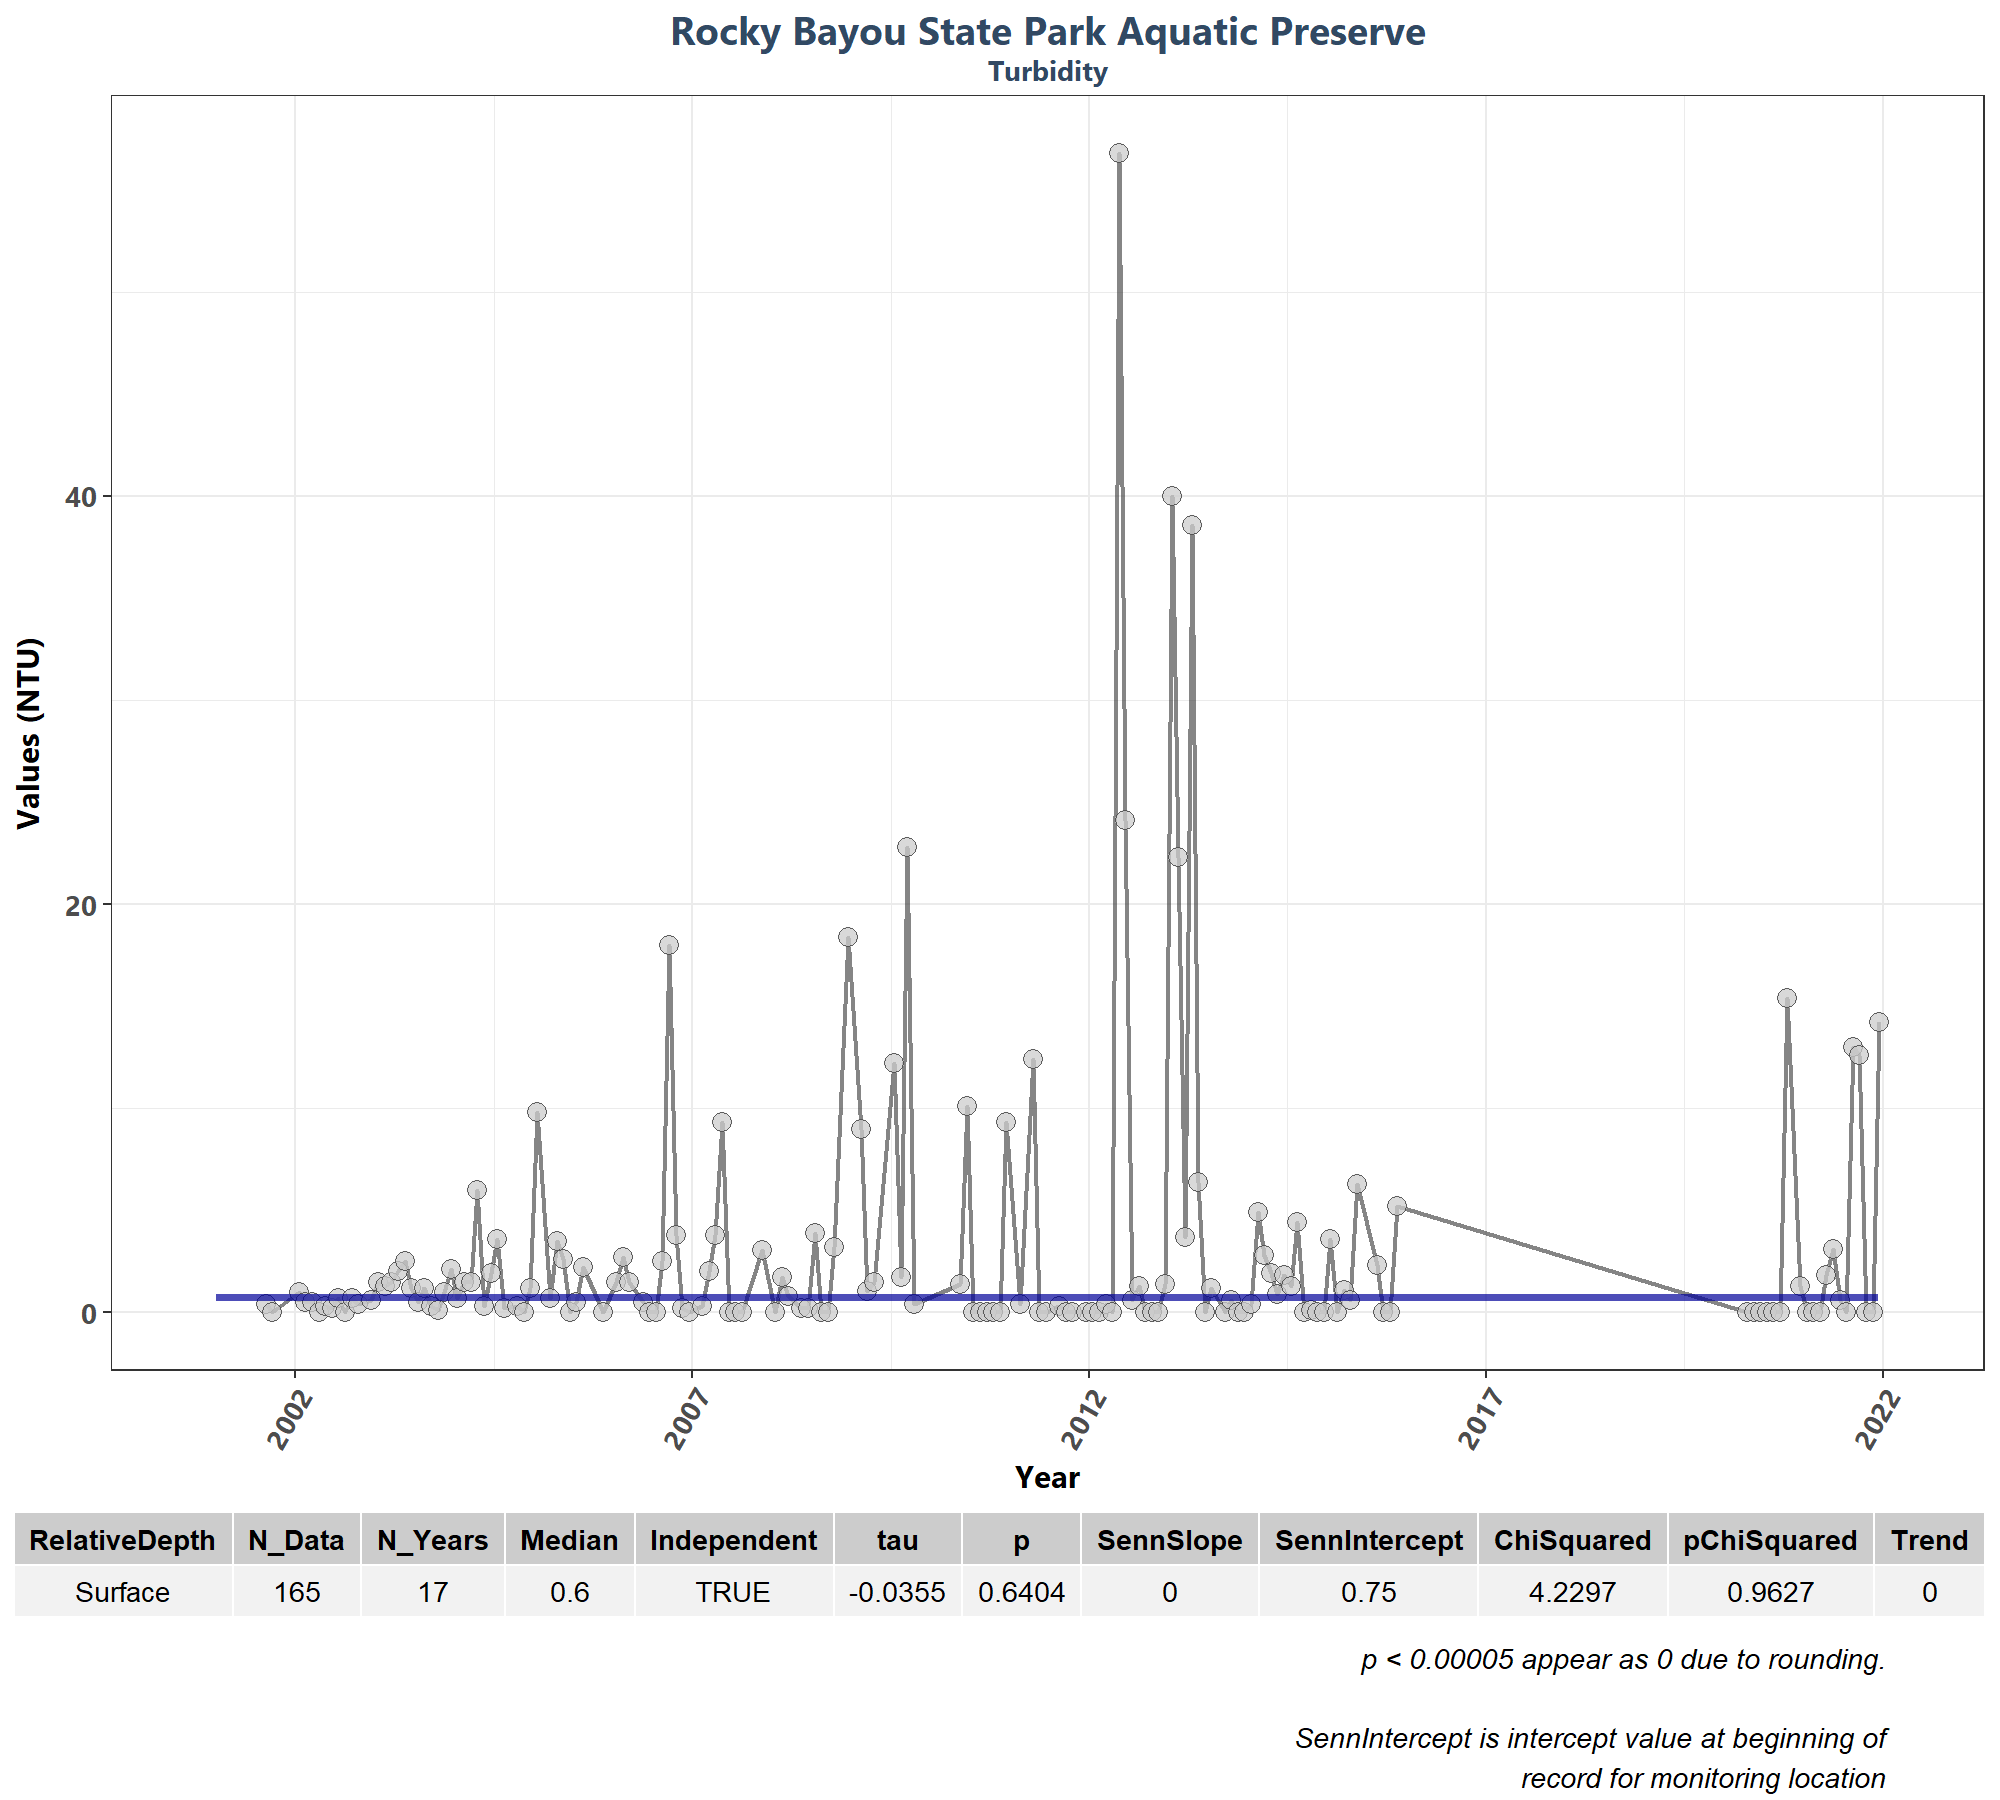 Rocky Bayou State Park Aquatic Preserve
Turbidity
Values (NTU)
40
20
0
2002 2007 2012 2017 2022
Year
RelativeDepth N_Data N_Years Median Independent tau p SennSlope SennIntercept ChiSquared pChiSquared Trend
Surface 165 17 0.6 TRUE -0.0355 0.6404 0 0.75 4.2297 0.9627 0
p < 0.00005 appear as 0 due to rounding.
SennIntercept is intercept value at beginning of
record for monitoring location